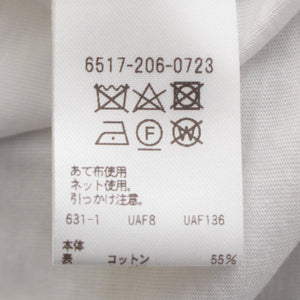 6517-206-0723
F W
あて布使用
ネット使用。
引っかけ注意。
631-1 UAF8 UAF136
本体
表 コットン 55%